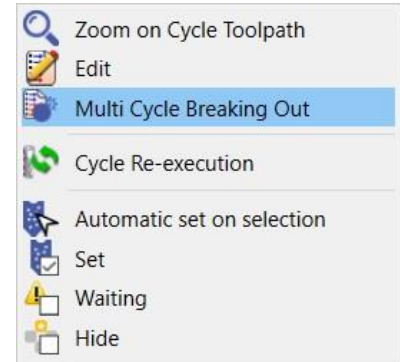 Zoom on Cycle Toolpath
Edit
Multi Cycle Breaking Out
Cycle Re-execution
Automatic set on selection
Set
Waiting
Hide